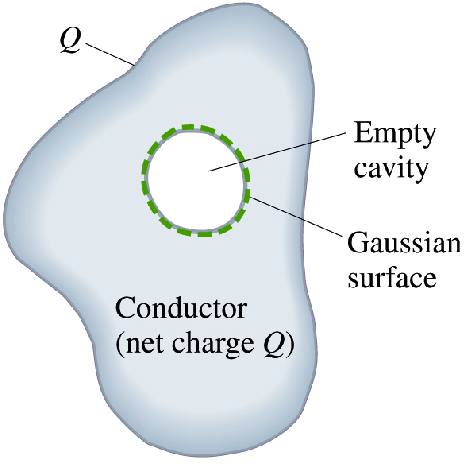 Q
Empty
cavity
Gaussian
surface
Conductor
(net charge Q)